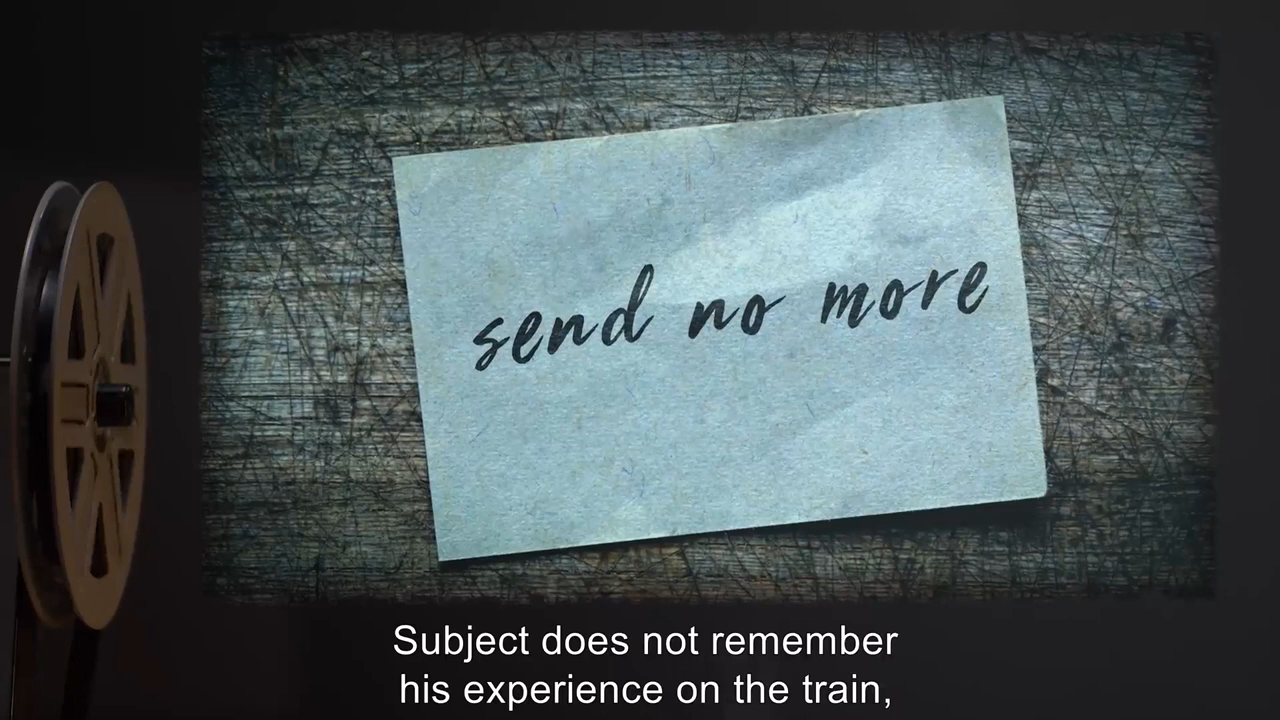 send no more
Subject does not remember
his experience on the train,